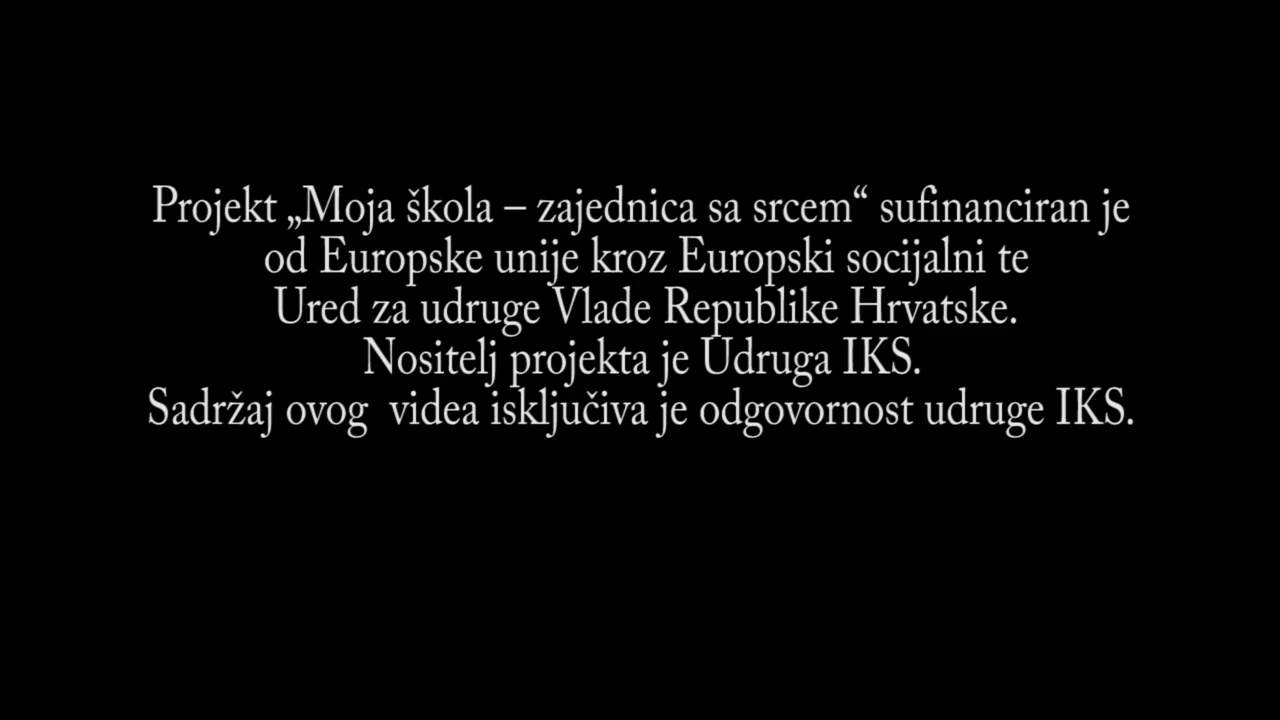 Projekt „Moja škola – zajednica sa srcem“ sufinanciran je
od Europske unije kroz Europski socijalni te
Ured za udruge Vlade Republike Hrvatske.
Nositelj projekta je Udruga IKS.
Sadržaj ovog  videa isključiva je odgovornost udruge IKS.